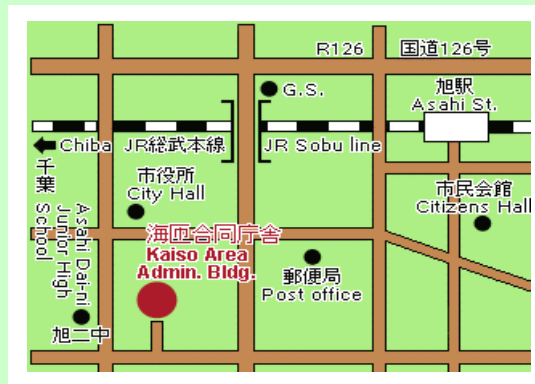 R126 国道126号
G.S.
旭駅
Asahi St.
Chiba
千葉
JR総武本線
JR Sobu line
市役所
City Hall
市民会館
Citizens Hall
海匝合同庁舎
Kaiso Area
Admin. Bldg.
郵便局
Post office
Asahi Dai-ni
Junior High
School
旭二中